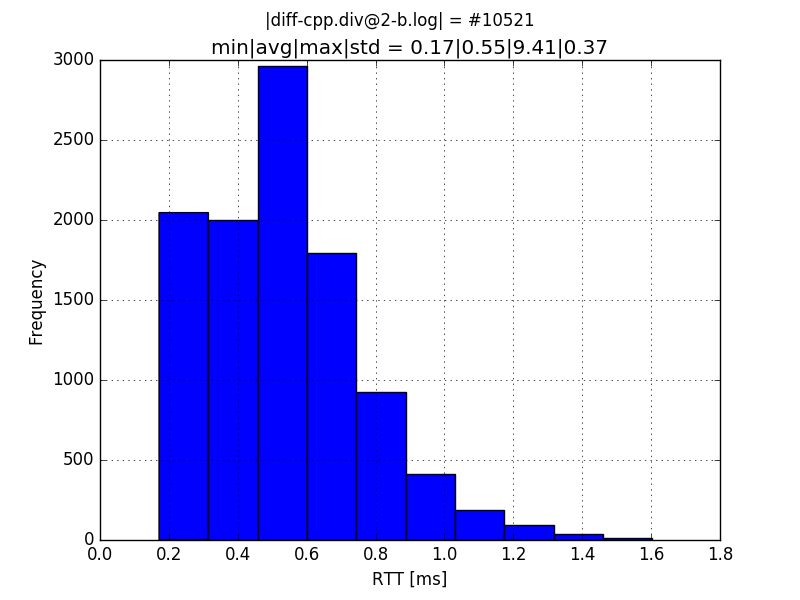 |diff-cpp.div@2-b.log| = #10521
min|avg|max|std = 0.17|0.55|9.41|0.37
3000
2500
2000
1500
1000
500
0
Frequency
0.0 0.2 0.4 0.6 0.8 1.0 1.2 1.4 1.6 1.8
RTT [ms]